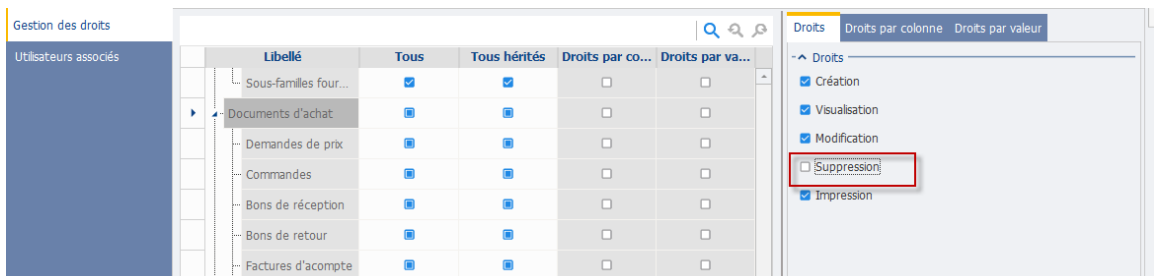 Gestion des droits
Utilisateurs associés
Libellé Tous Tous hérités Droits par co... Droits par va...
Sous-familles four...
Documents d'achat
Demandes de prix
Commandes
Bons de réception
Bons de retour
Factures d'acompte
Droits Droits par colonne Droits par valeur
Droits
Création
Visualisation
Modification
Suppression
Impression